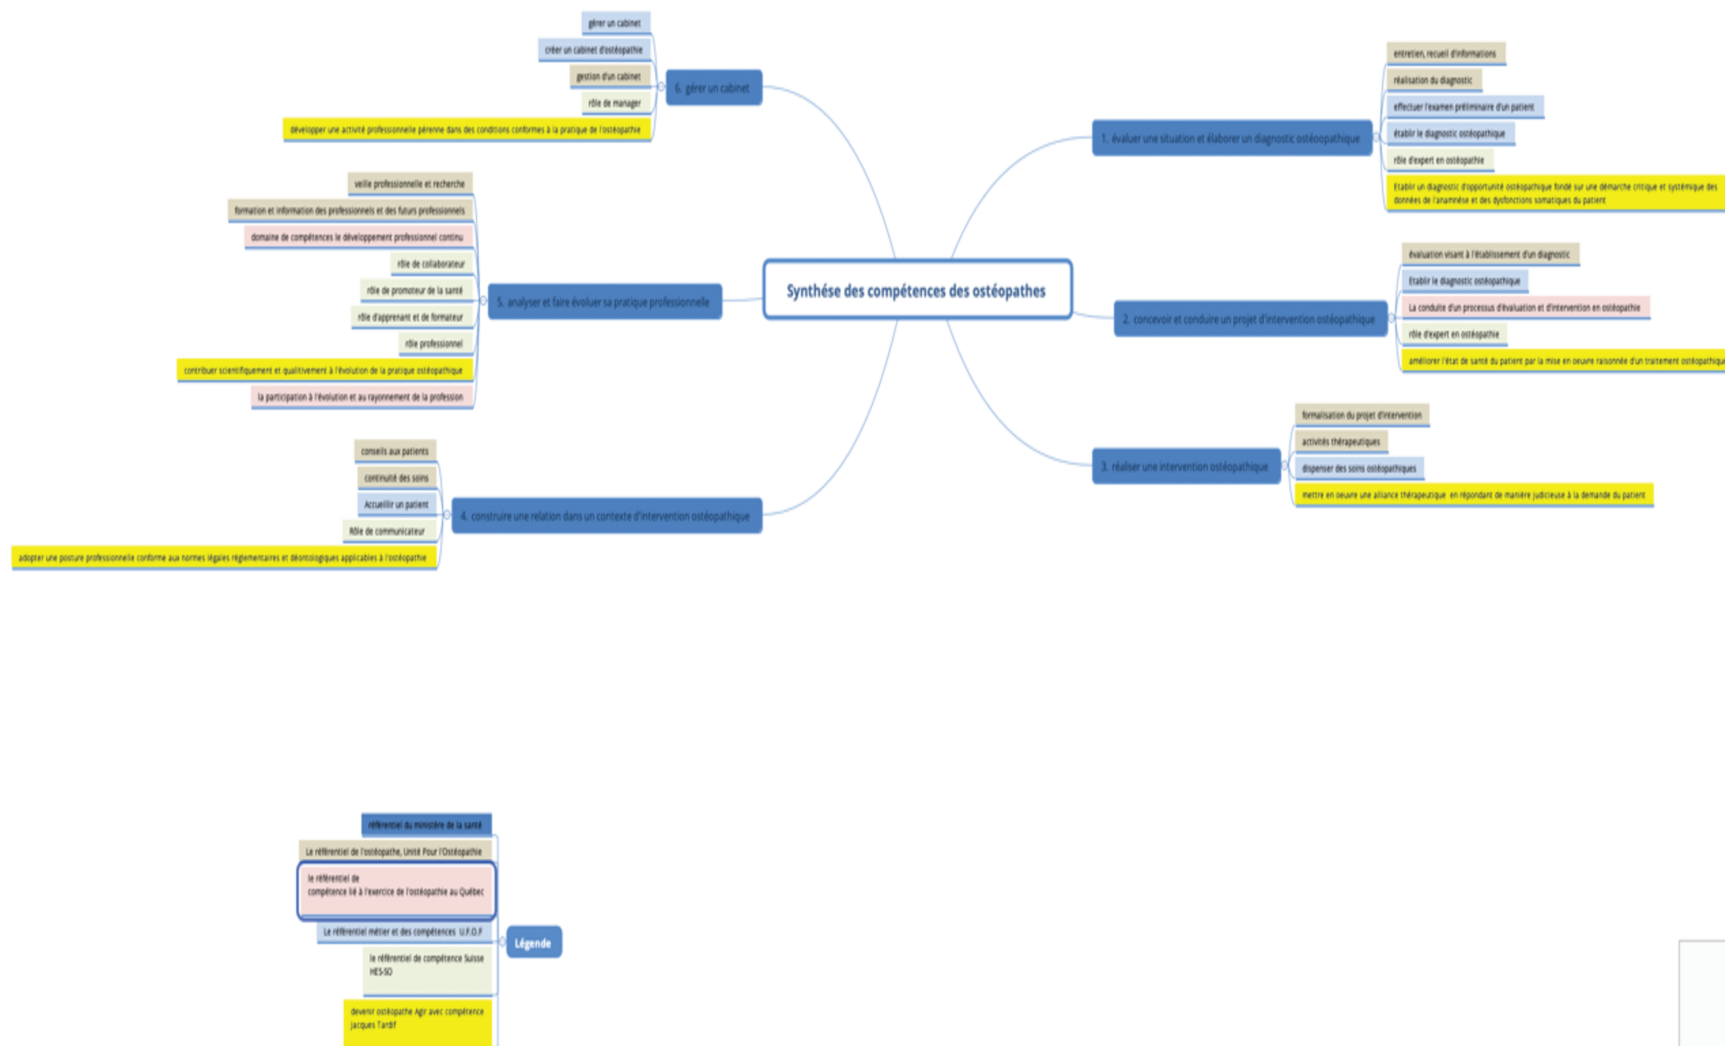 Synthése des compétences des ostéopathes
1. évaluer une situation et élaborer un diagnostic ostéoopathique
entretien, recueil d'informations
réalisation du diagnostic
effectuer l'examen préliminaire d'un patient
établir le diagnostic ostéopathique
rôle d'expert en ostéopathie
Etablir un diagnostic d'opportunité ostéopathique fondé sur une démarche critique et systémique des
données de l'anamnèse et des dysfonctions somatiques du patient
2. concevoir et conduire un projet d'intervention ostéopathique
évaluation visant à l'établissement d'un diagnostic
Etablir le diagnostic ostéopathique
La conduite d'un processus d'évaluation et d'intervention en ostéopathie
rôle d'expert en ostéopathie
améliorer l'état de santé du patient par la mise en oeuvre raisonnée d'un traitement ostéopathique
3. réaliser une intervention ostéopathique
formalisation du projet d'intervention
activités thérapeutiques
dispenser des soins ostéopathiques
mettre en oeuvre une alliance thérapeutique en répondant de manière judicieuse à la demande du patient
4. construire une relation dans un contexte d'intervention ostéopathique
conseils aux patients
continuité des soins
Accueillir un patient
Rôle de communicateur
adopter une posture professionnelle conforme aux normes légales réglementaires et déontologiques applicables à l'ostéopathie
5. analyser et faire évoluer sa pratique professionnelle
veille professionnelle et recherche
formation et information des professionnels et des futurs professionnels
domaine de compétences le développement professionnel continu
rôle de collaborateur
rôle de promoteur de la santé
rôle d'apprenant et de formateur
rôle professionnel
contribuer scientifiquement et qualitivement à l'évolution de la pratique ostéopathique
la participation à l'évolution et au rayonnement de la profession
6. gérer un cabinet
gérer un cabinet
créer un cabinet d'ostéopathie
gestion d'un cabinet
rôle de manager
développer une activité professionnelle pérenne dans des conditions conformes à la pratique de l'ostéopathie
Légende
référentiel du ministère de la santé
Le référentiel de l'ostéopathe, Unité Pour l'Ostéopathie
le référentiel de
compétence lié à l'exercice de l'ostéopathie au Québec
Le référentiel métier et des compétences U.F.O.F
le référentiel de compétence Suisse
HES-SO
devenir ostéopathe Agir avec compétence
Jacques Tardif